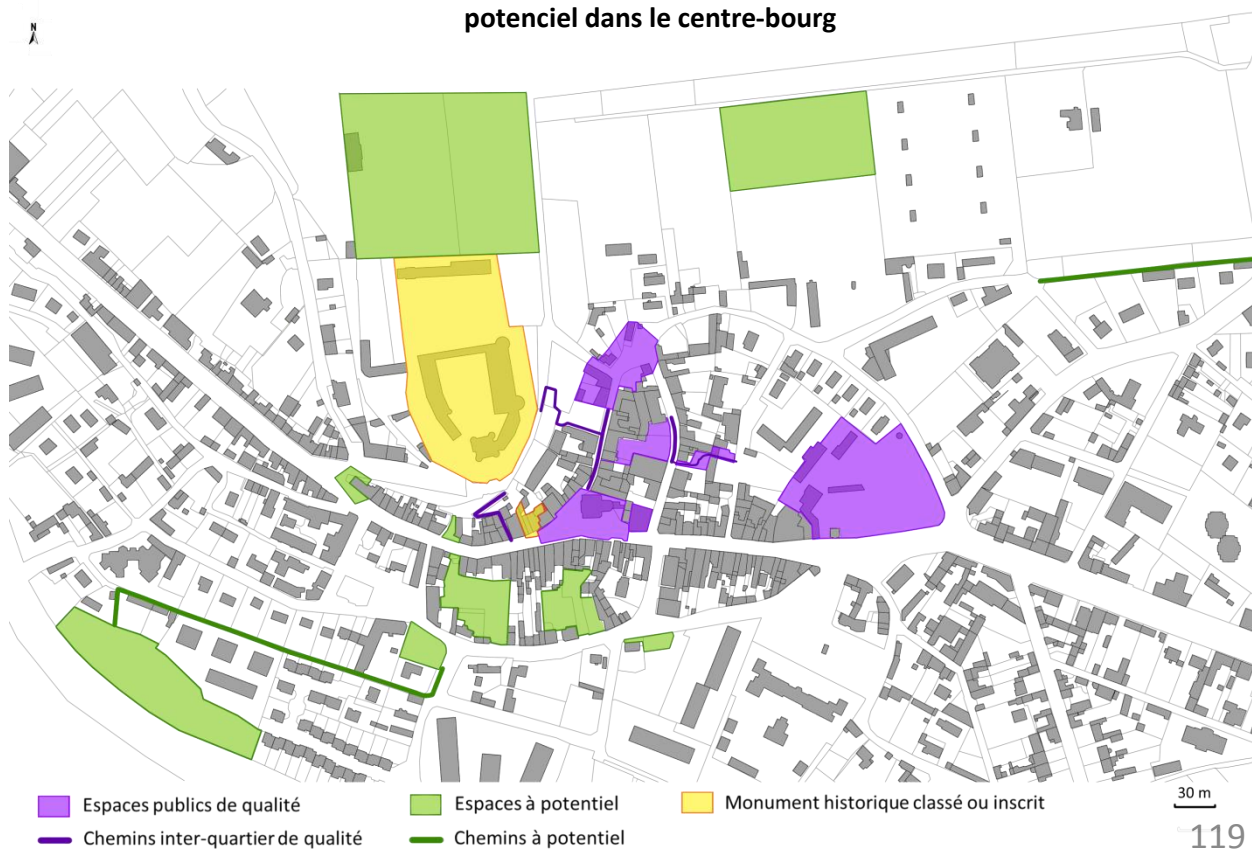 potenciel dans le centre-bourg
N
Espaces publics de qualité
Espaces à potentiel
Monument historique classé ou inscrit
30 m
Chemins inter-quartier de qualité
Chemins à potentiel
119